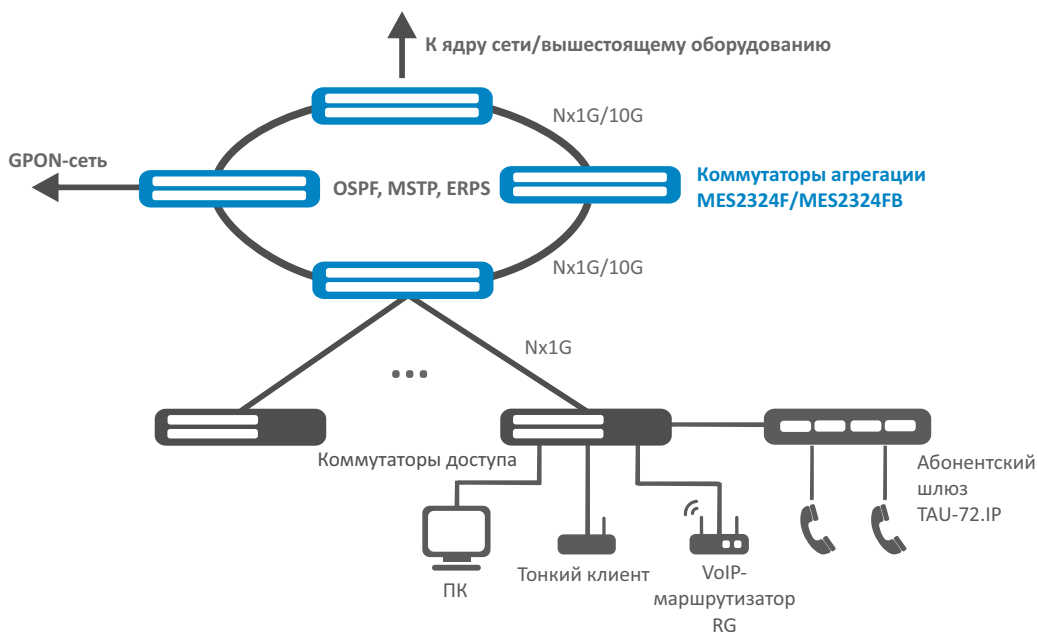 К ядру сети/вышестоящему оборудованию
Nx1G/10G
GPON-сеть
OSPF, MSTP, ERPS
Коммутаторы агрегации
MES2324F/MES2324FB
Nx1G/10G
Nx1G
...
Коммутаторы доступа
Абонентский
шлюз
TAU-72.IP
ПК
Тонкий клиент
VoIP-
маршрутизатор
RG